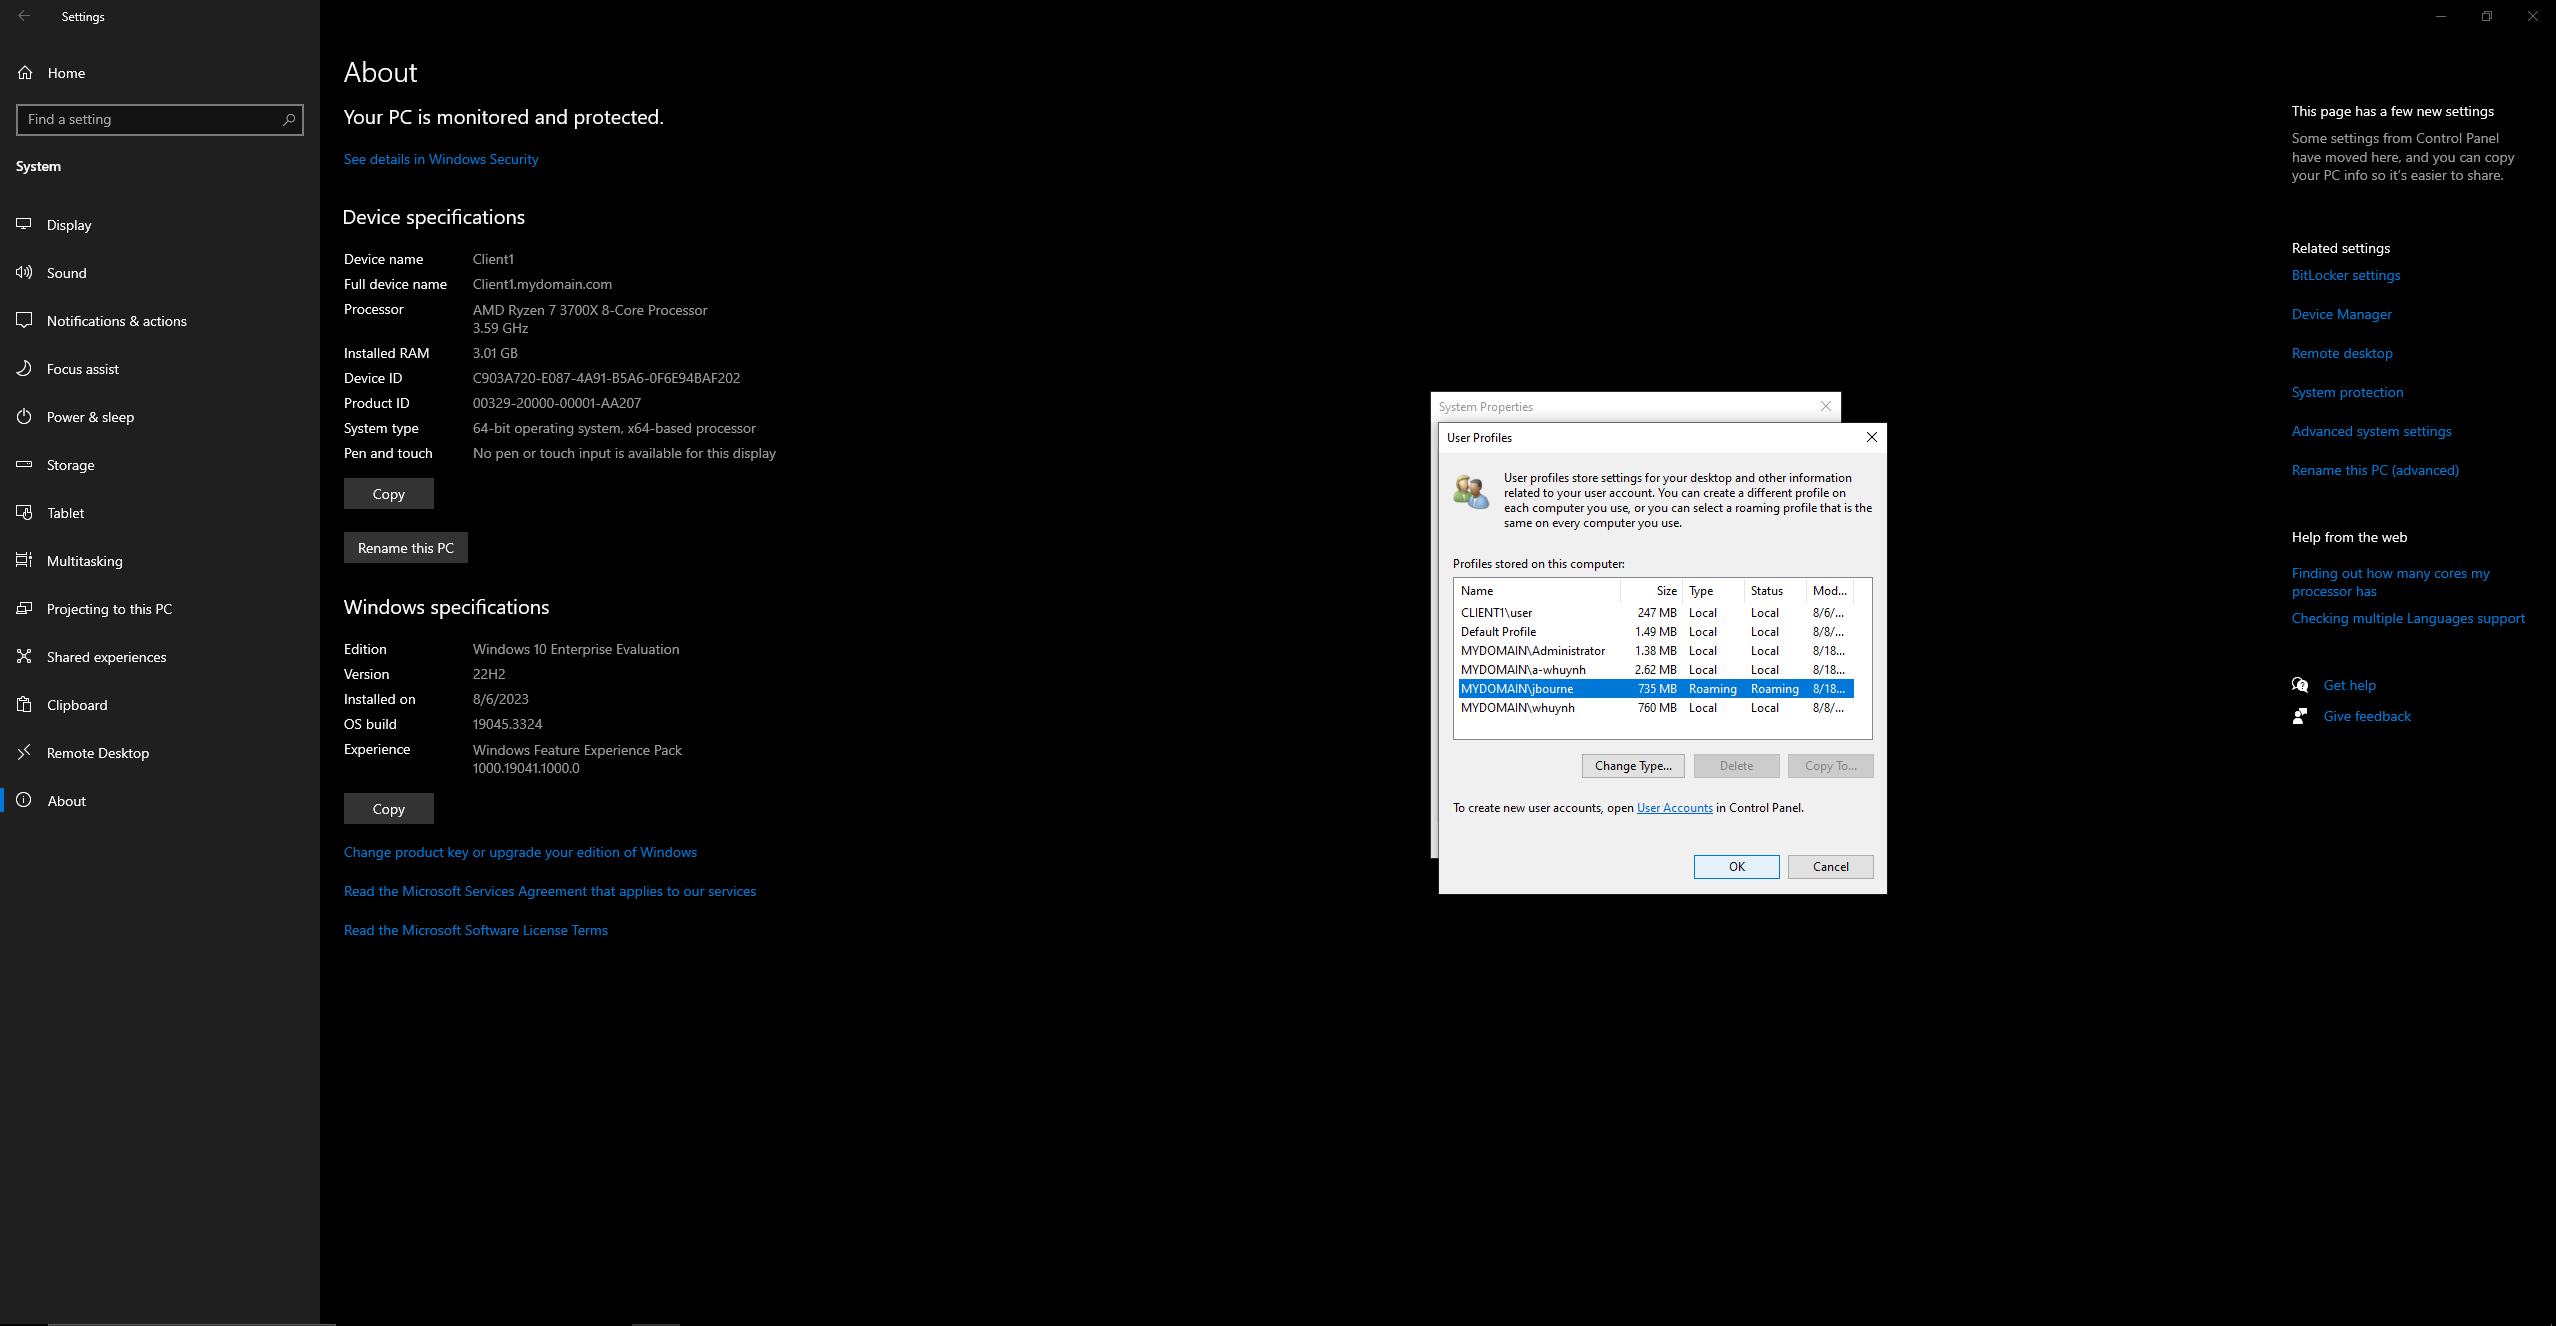 Settings
Home
Find a setting
System
Display
Sound
Notifications & actions
Focus assist
Power & sleep
Storage
Tablet
Multitasking
Projecting to this PC
Shared experiences
Clipboard
Remote Desktop
About
About
Your PC is monitored and protected.
See details in Windows Security
Device specifications
Device name Client1
Full device name Client1.mydomain.com
Processor AMD Ryzen 7 3700X 8-Core Processor
3.59 GHz
Installed RAM 3.01 GB
Device ID C903A720-E087-4A91-B5A6-0F6E94BAF202
Product ID 00329-20000-00001-AA207
System type 64-bit operating system, x64-based processor
Pen and touch No pen or touch input is available for this display
Copy
Rename this PC
Windows specifications
Edition Windows 10 Enterprise Evaluation
Version 22H2
Installed on 8/6/2023
OS build 19045.3324
Experience Windows Feature Experience Pack
1000.19041.1000.0
Copy
Change product key or upgrade your edition of Windows
Read the Microsoft Services Agreement that applies to our services
Read the Microsoft Software License Terms
System Properties
User Profiles
User profiles store settings for your desktop and other information
related to your user account. You can create a different profile on
each computer you use, or you can select a roaming profile that is the
same on every computer you use.
Profiles stored on this computer:
Name Size Type Status Mod...
CLIENT1\user 247 MB Local Local 8/6/...
Default Profile 1.49 MB Local Local 8/8/...
MYDOMAIN\Administrator 1.38 MB Local Local 8/18...
MYDOMAIN\a-whuynh 2.62 MB Local Local 8/18...
MYDOMAIN\jbourne 735 MB Roaming Roaming 8/18...
MYDOMAIN\whuynh 760 MB Local Local 8/8/...
Change Type... Delete Copy To...
To create new user accounts, open User Accounts in Control Panel.
OK Cancel
This page has a few new settings
Some settings from Control Panel
have moved here, and you can copy
your PC info so it's easier to share.
Related settings
BitLocker settings
Device Manager
Remote desktop
System protection
Advanced system settings
Rename this PC (advanced)
Help from the web
Finding out how many cores my
processor has
Checking multiple Languages support
Get help
Give feedback